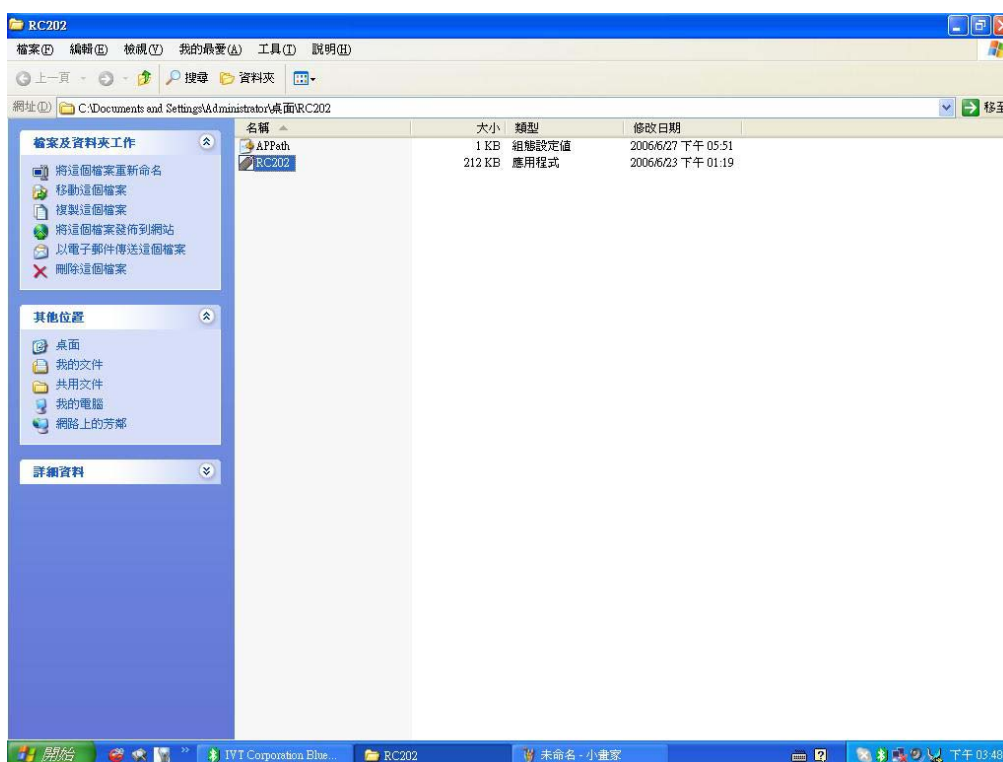 RC202
檔案(F) 編輯(E) 檢視(V) 我的最愛(A) 工具(T) 說明(H)
上一頁 搜尋 資料夾
網址(D) C:\Documents and Settings\Administrator\桌面\RC202 移至
檔案及資料夾工作
將這個檔案重新命名
移動這個檔案
複製這個檔案
將這個檔案發佈到網站
以電子郵件傳送這個檔案
刪除這個檔案
其他位置
桌面
我的文件
共用文件
我的電腦
網路上的芳鄰
詳細資料
名稱 大小 類型 修改日期
APPath 1 KB 組態設定值 2006/6/27 下午 05:51
RC202 212 KB 應用程式 2006/6/23 下午 01:19
開始 IVT Corporation Blue... RC202 未命名 - 小畫家 下午 03:48